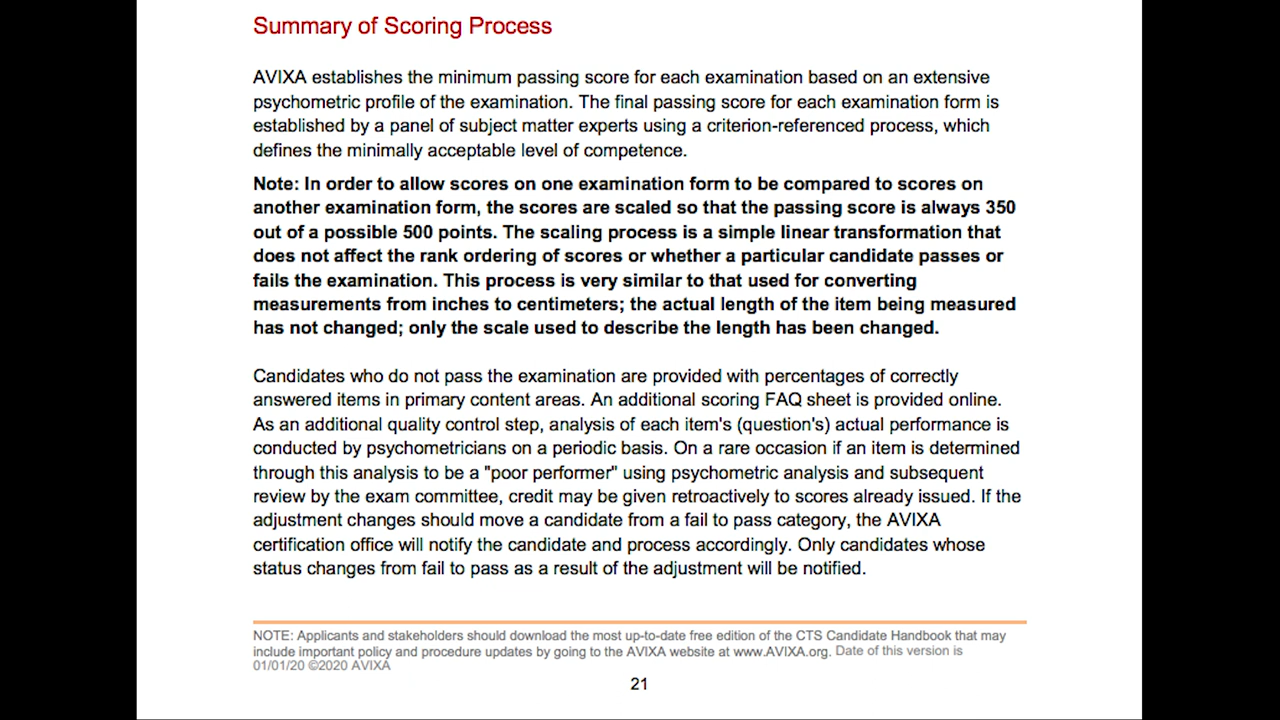 Summary of Scoring Process
AVIXA establishes the minimum passing score for each examination based on an extensive
psychometric profile of the examination. The final passing score for each examination form is
established by a panel of subject matter experts using a criterion-referenced process, which
defines the minimally acceptable level of competence.
Note: In order to allow scores on one examination form to be compared to scores on
another examination form, the scores are scaled so that the passing score is always 350
out of a possible 500 points. The scaling process is a simple linear transformation that
does not affect the rank ordering of scores or whether a particular candidate passes or
fails the examination. This process is very similar to that used for converting
measurements from inches to centimeters; the actual length of the item being measured
has not changed; only the scale used to describe the length has been changed.
Candidates who do not pass the examination are provided with percentages of correctly
answered items in primary content areas. An additional scoring FAQ sheet is provided online.
As an additional quality control step, analysis of each item's (question's) actual performance is
conducted by psychometricians on a periodic basis. On a rare occasion if an item is determined
through this analysis to be a "poor performer" using psychometric analysis and subsequent
review by the exam committee, credit may be given retroactively to scores already issued. If the
adjustment changes should move a candidate from a fail to pass category, the AVIXA
certification office will notify the candidate and process accordingly. Only candidates whose
status changes from fail to pass as a result of the adjustment will be notified.
NOTE: Applicants and stakeholders should download the most up-to-date free edition of the CTS Candidate Handbook that may
include important policy and procedure updates by going to the AVIXA website at www.AVIXA.org. Date of this version is
01/01/20 ©2020 AVIXA
21